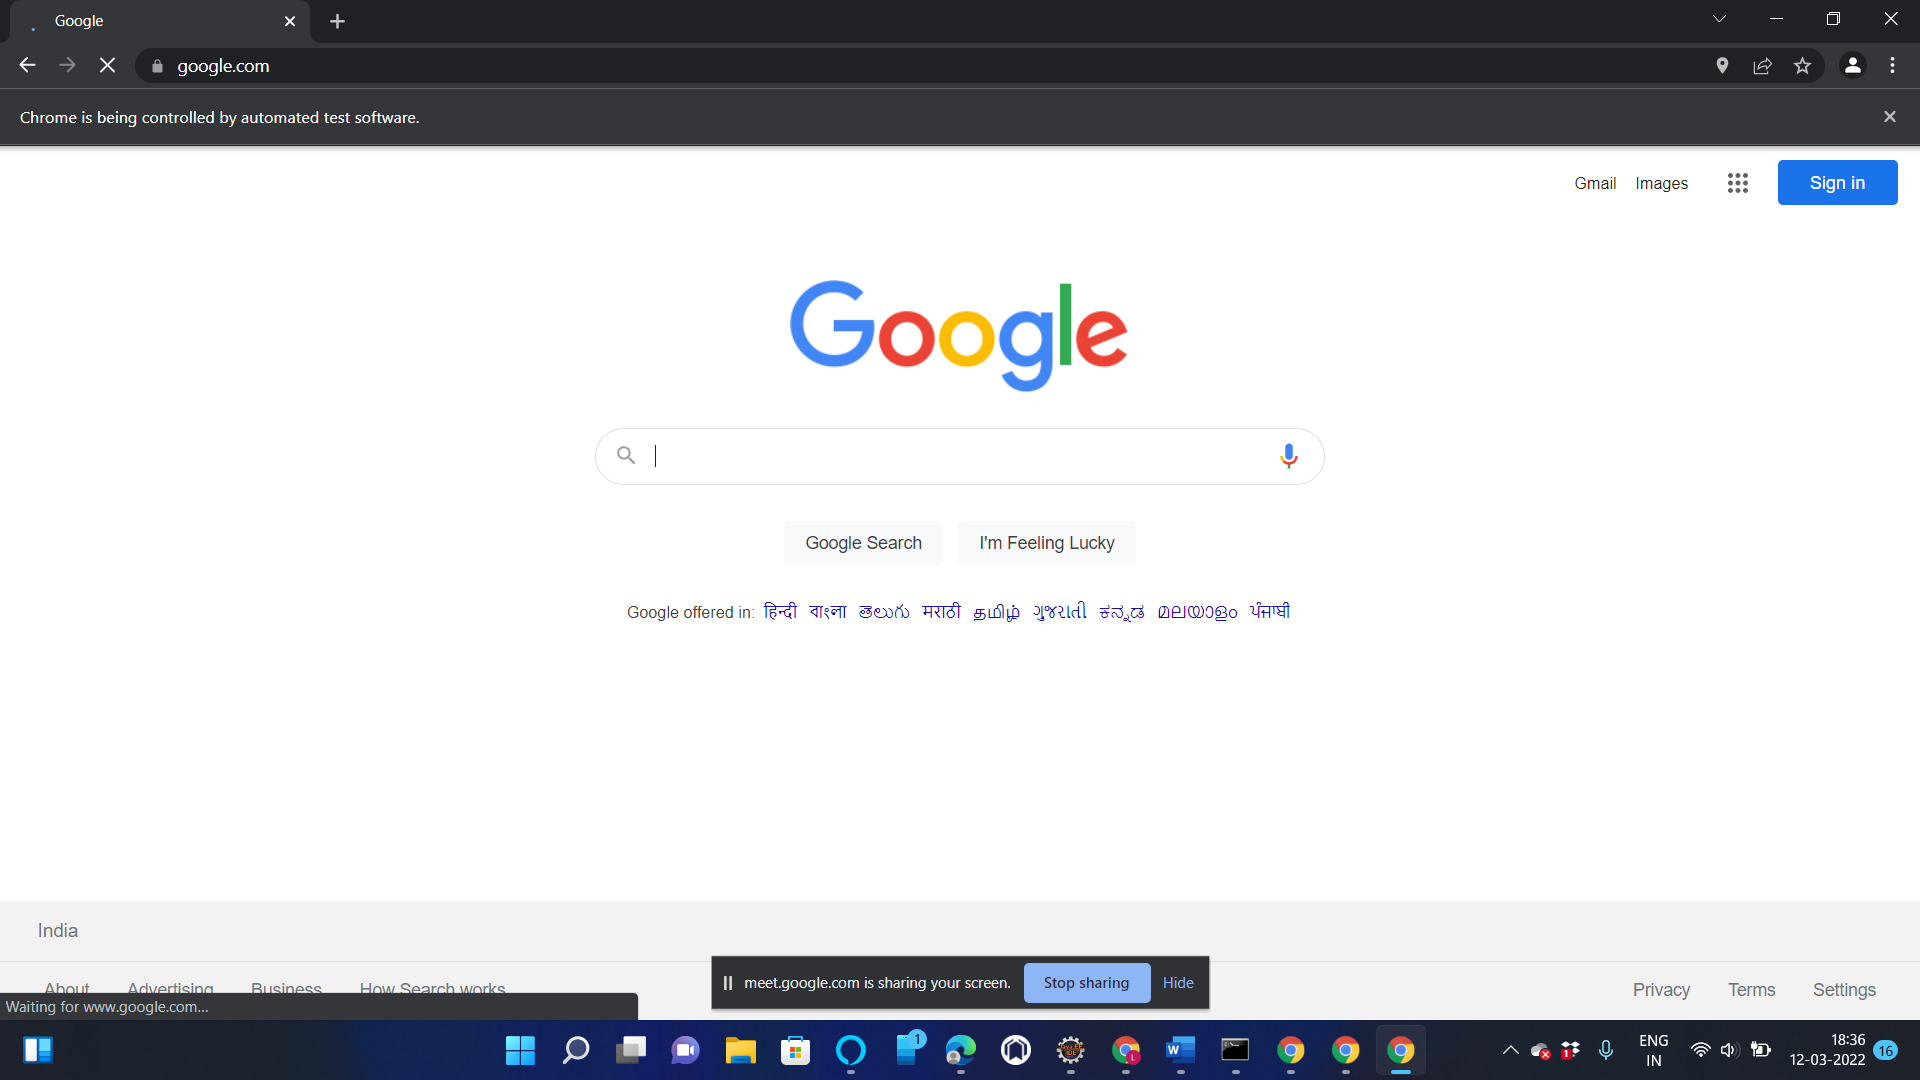 Google
google.com
Chrome is being controlled by automated test software.
Gmail Images Sign in
Google
Google Search I'm Feeling Lucky
Google offered in: हिन्दी বাংলা తెలుగు मराठी தமிழ் ગુજરાતી ಕನ್ನಡ മലയാളം ਪੰਜਾਬੀ
India
meet.google.com is sharing your screen. Stop sharing Hide
About Advertising Business How Search works Privacy Terms Settings
Waiting for www.google.com...
1
L
W
1
ENG
IN
18:36
12-03-2022
16